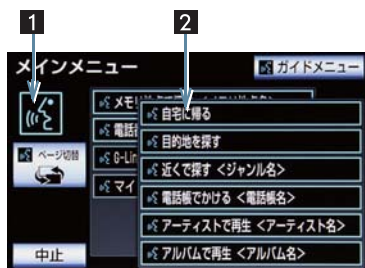 1
2
メインメニュー
ガイドメニュー
メモリ
電話
G-Lin
マイ
ページ切替
中止
自宅に帰る
目的地を探す
近くで探す <ジャンル名>
電話帳でかける <電話帳名>
アーティストで再生 <アーティスト名>
アルバムで再生 <アルバム名>